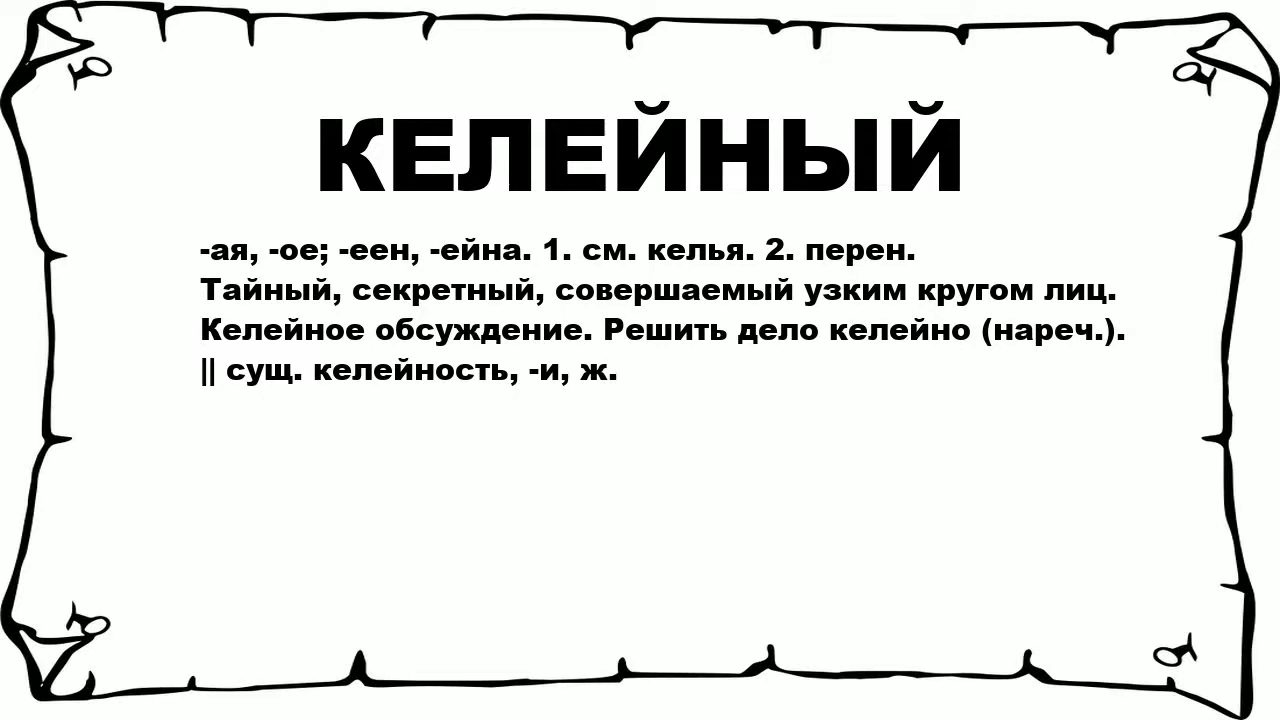 КЕЛЕЙНЫЙ
-ая, -ое; -еен, -ейна. 1. см. келья. 2. перен.
Тайный, секретный, совершаемый узким кругом лиц.
Келейное обсуждение. Решить дело келейно (нареч.).
|| сущ. келейность, -и, ж.